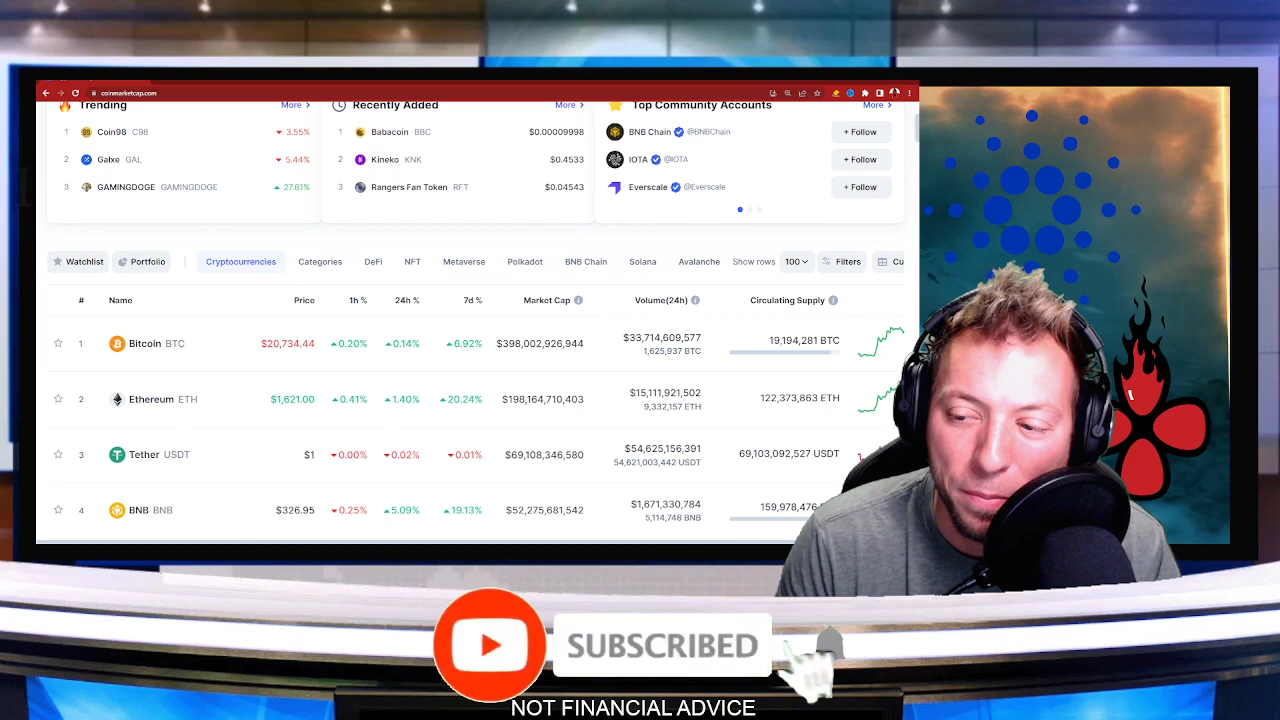 coinmarketcap.com
Trending More >
Recently Added More >
Top Community Accounts More >
1 Coin98 C98 3.55%
2 Galxe GAL 5.44%
3 GAMINGDOGE GAMINGDOGE 27.81%
1 Babacoin BBC $0.00009998
2 Kineko KNK $0.4533
3 Rangers Fan Token RFT $0.04543
BNB Chain @BNBChain + Follow
IOTA @IOTA + Follow
Everscale @Everscale + Follow
Watchlist Portfolio Cryptocurrencies Categories DeFi NFT Metaverse Polkadot BNB Chain Solana Avalanche Show rows 100 Filters Cu
# Name Price 1h % 24h % 7d % Market Cap Volume(24h) Circulating Supply
1 Bitcoin BTC $20,734.44 0.20% 0.14% 6.92% $398,002,926,944 $33,714,609,577 19,194,281 BTC
1,625,937 BTC
2 Ethereum ETH $1,621.00 0.41% 1.40% 20.24% $198,164,710,403 $15,111,921,502 122,373,863 ETH
9,332,157 ETH
3 Tether USDT $1 0.00% 0.02% 0.01% $69,108,346,580 $54,625,156,391 69,103,092,527 USDT
54,621,003,442 USDT
4 BNB BNB $326.95 0.25% 5.09% 19.13% $52,275,681,542 $1,671,330,784 159,978,476
5,114,748 BNB
SUBSCRIBED
NOT FINANCIAL ADVICE